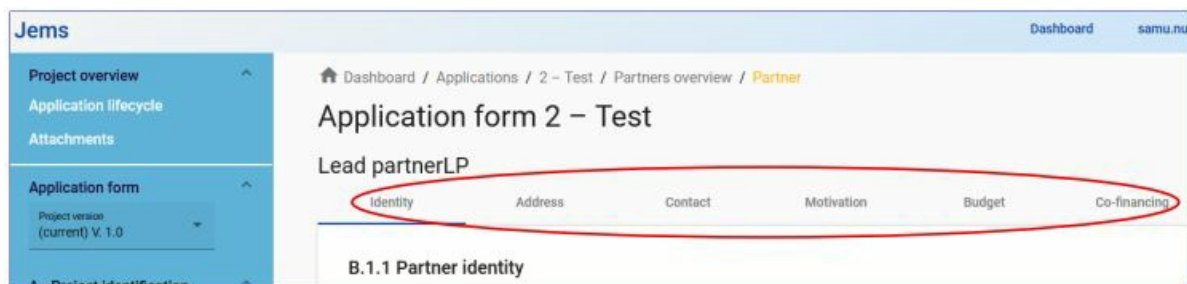 Jems
Dashboard samu.nu
Project overview
Application lifecycle
Attachments
Application form
Project version
(current) V. 1.0
Dashboard / Applications / 2 – Test / Partners overview / Partner
Application form 2 – Test
Lead partnerLP
Identity Address Contact Motivation Budget Co-financing
B.1.1 Partner identity